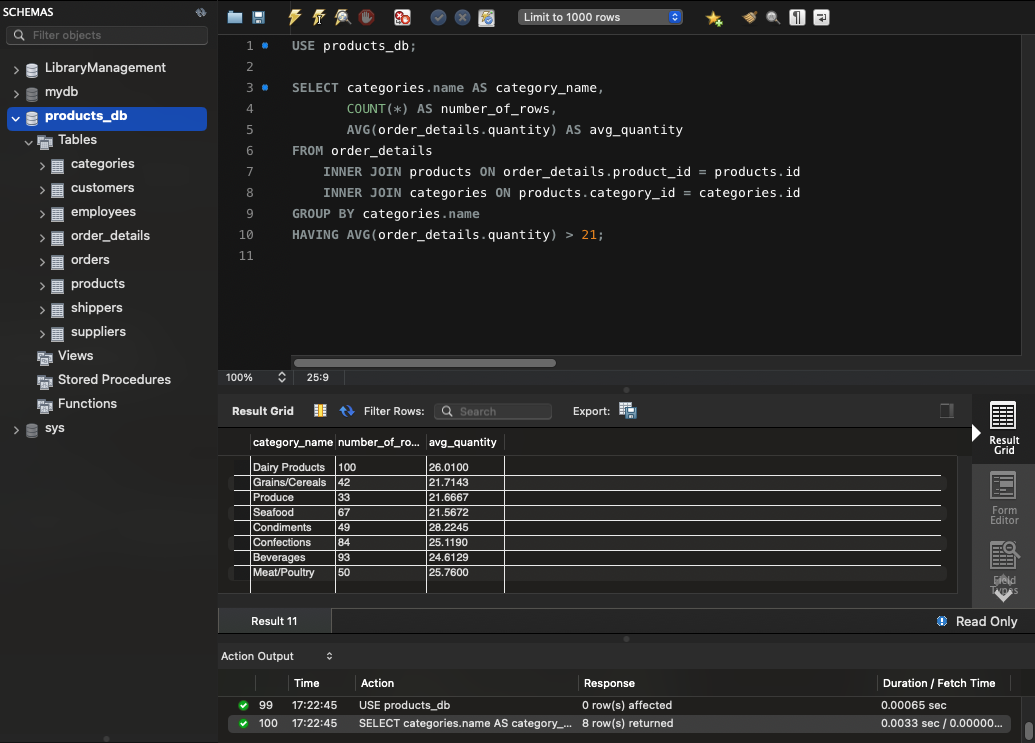 SCHEMAS
Filter objects
LibraryManagement
mydb
products_db
Tables
categories
customers
employees
order_details
orders
products
shippers
suppliers
Views
Stored Procedures
Functions
sys
Limit to 1000 rows
1 USE products_db;
2
3 SELECT categories.name AS category_name,
4 COUNT(*) AS number_of_rows,
5 AVG(order_details.quantity) AS avg_quantity
6 FROM order_details
7 INNER JOIN products ON order_details.product_id = products.id
8 INNER JOIN categories ON products.category_id = categories.id
9 GROUP BY categories.name
10 HAVING AVG(order_details.quantity) > 21;
11
100% 25:9
Result Grid Filter Rows: Search Export:
category_name number_of_ro... avg_quantity
Dairy Products 100 26.0100
Grains/Cereals 42 21.7143
Produce 33 21.6667
Seafood 67 21.5672
Condiments 49 28.2245
Confections 84 25.1190
Beverages 93 24.6129
Meat/Poultry 50 25.7600
Result
Grid
Form
Editor
Field
Types
Result 11 Read Only
Action Output
Time Action Response Duration / Fetch Time
99 17:22:45 USE products_db 0 row(s) affected 0.00065 sec
100 17:22:45 SELECT categories.name AS category_... 8 row(s) returned 0.0033 sec / 0.00000...